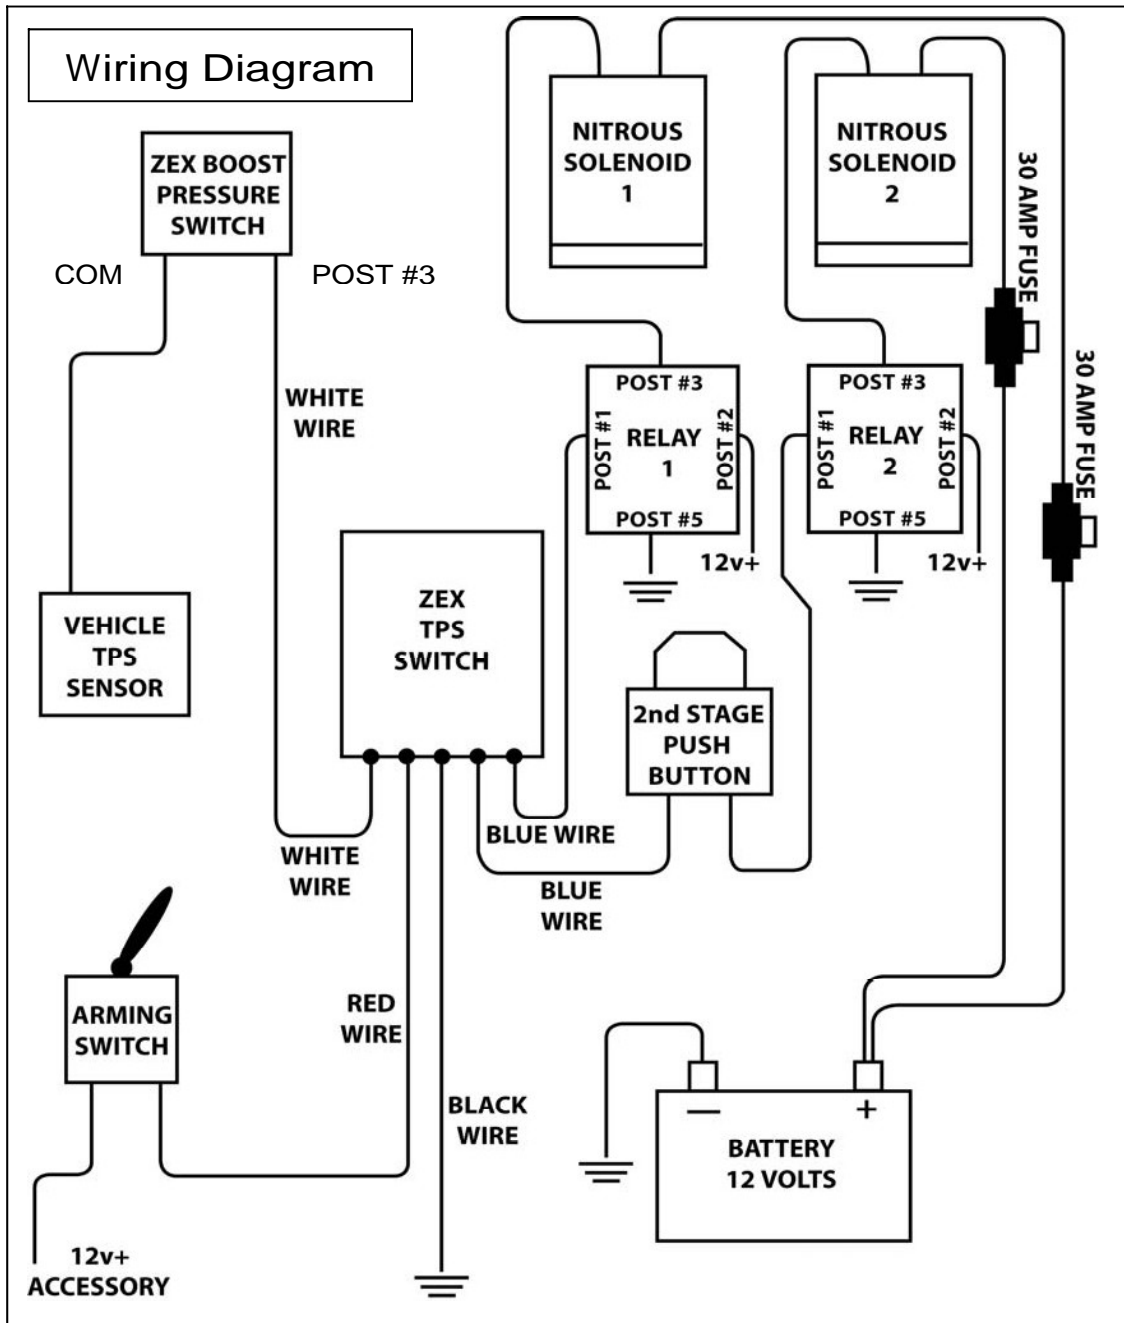 Wiring Diagram
ZEX BOOST
PRESSURE
SWITCH
COM
POST #3
WHITE
WIRE
NITROUS
SOLENOID
1
NITROUS
SOLENOID
2
30 AMP FUSE
30 AMP FUSE
POST #3
POST #1
RELAY
1
POST #2
POST #5
12v+
POST #3
POST #1
RELAY
2
POST #2
POST #5
12v+
VEHICLE
TPS
SENSOR
ZEX
TPS
SWITCH
2nd STAGE
PUSH
BUTTON
WHITE
WIRE
BLUE WIRE
BLUE
WIRE
ARMING
SWITCH
RED
WIRE
BLACK
WIRE
12v+
ACCESSORY
— +
BATTERY
12 VOLTS